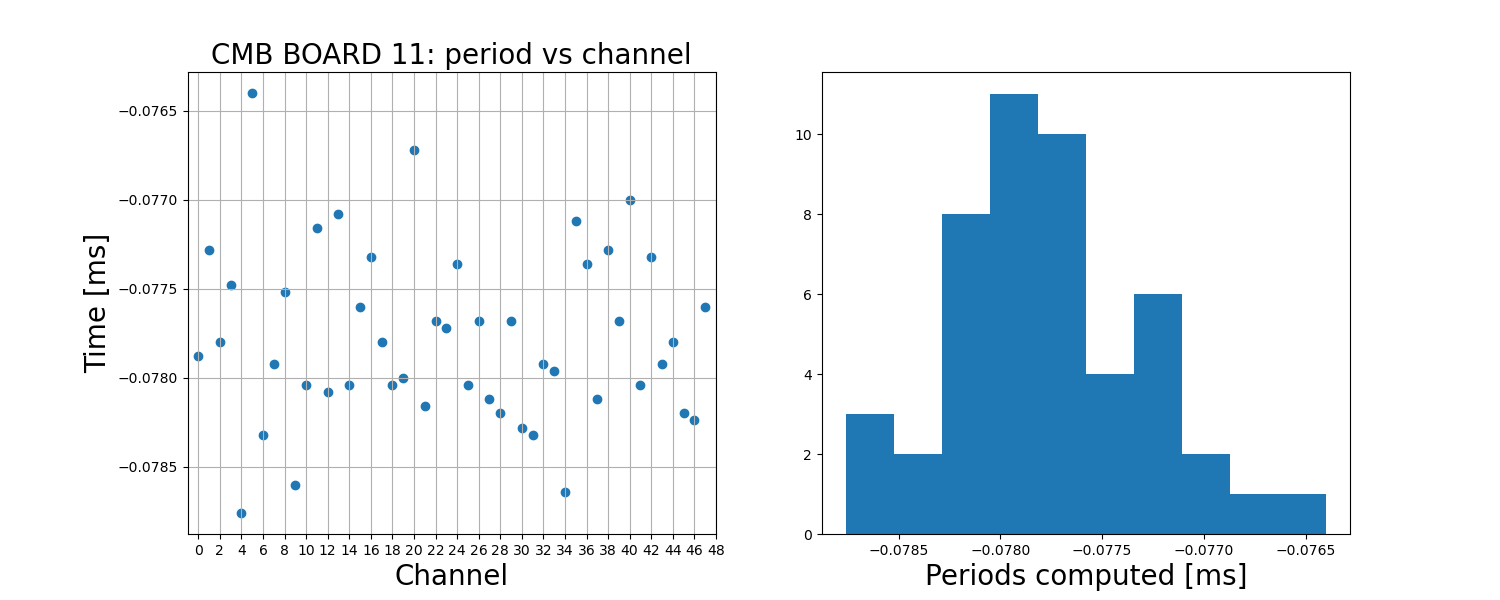 CMB BOARD 11: period vs channel
Time [ms]
−0.0765
−0.0770
−0.0775
−0.0780
−0.0785
0 2 4 6 8 10 12 14 16 18 20 22 24 26 28 30 32 34 36 38 40 42 44 46 48
Channel
10
8
6
4
2
0
−0.0785 −0.0780 −0.0775 −0.0770 −0.0765
Periods computed [ms]